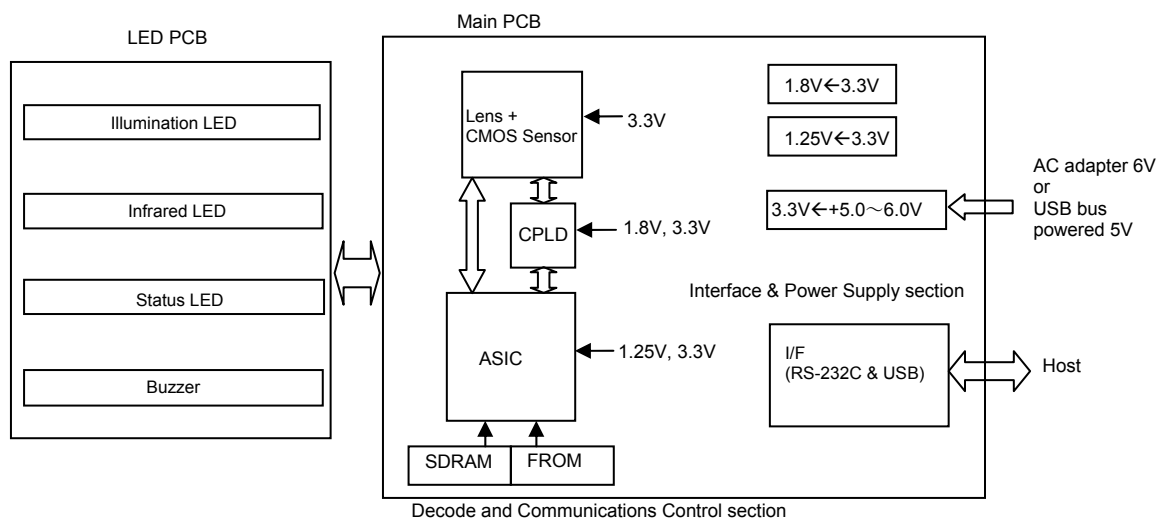 Main PCB
LED PCB
Illumination LED
Infrared LED
Status LED
Buzzer
Lens +
CMOS Sensor
3.3V
CPLD
1.8V, 3.3V
ASIC
1.25V, 3.3V
SDRAM
FROM
1.8V←3.3V
1.25V←3.3V
3.3V←+5.0～6.0V
AC adapter 6V
or
USB bus
powered 5V
Interface & Power Supply section
I/F
(RS-232C & USB)
Host
Decode and Communications Control section